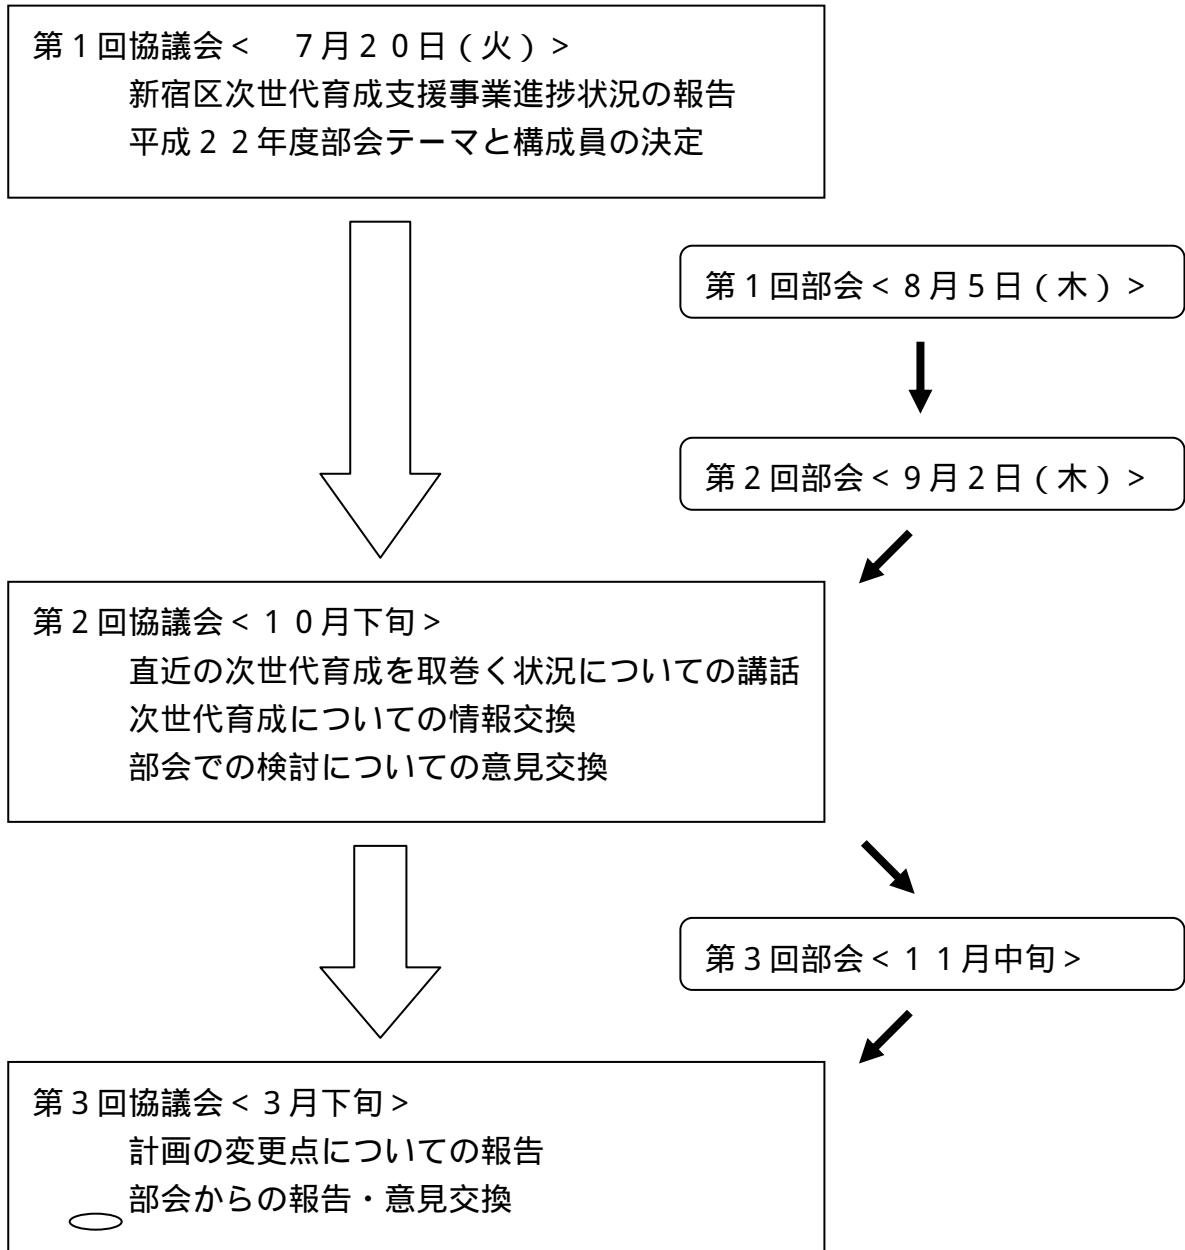 第１回協議会＜　７月２０日（火）＞
新宿区次世代育成支援事業進捗状況の報告
平成２２年度部会テーマと構成員の決定
第１回部会＜８月５日（木）＞
第２回部会＜９月２日（木）＞
第２回協議会＜１０月下旬＞
直近の次世代育成を取巻く状況についての講話
次世代育成についての情報交換
部会での検討についての意見交換
第３回部会＜１１月中旬＞
第３回協議会＜３月下旬＞
計画の変更点についての報告
部会からの報告・意見交換